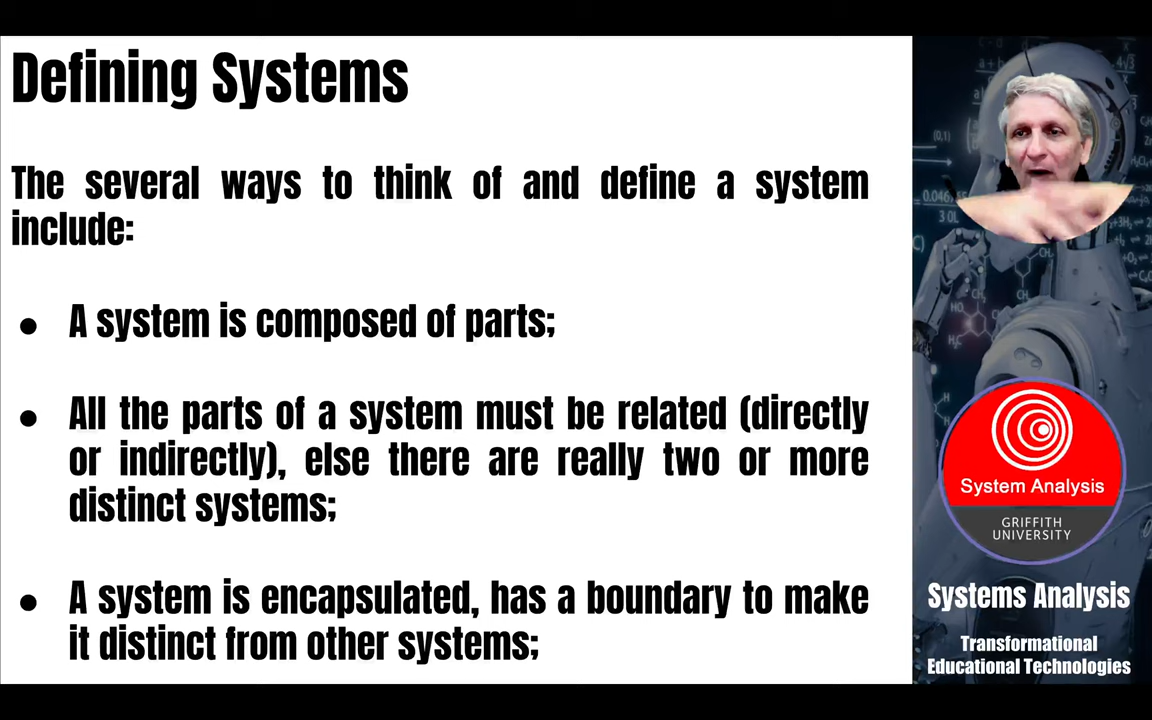 Defining Systems
The several ways to think of and define a system
include:
● A system is composed of parts;
● All the parts of a system must be related (directly
or indirectly), else there are really two or more
distinct systems;
● A system is encapsulated, has a boundary to make
it distinct from other systems;
System Analysis
GRIFFITH
UNIVERSITY
Systems Analysis
Transformational
Educational Technologies